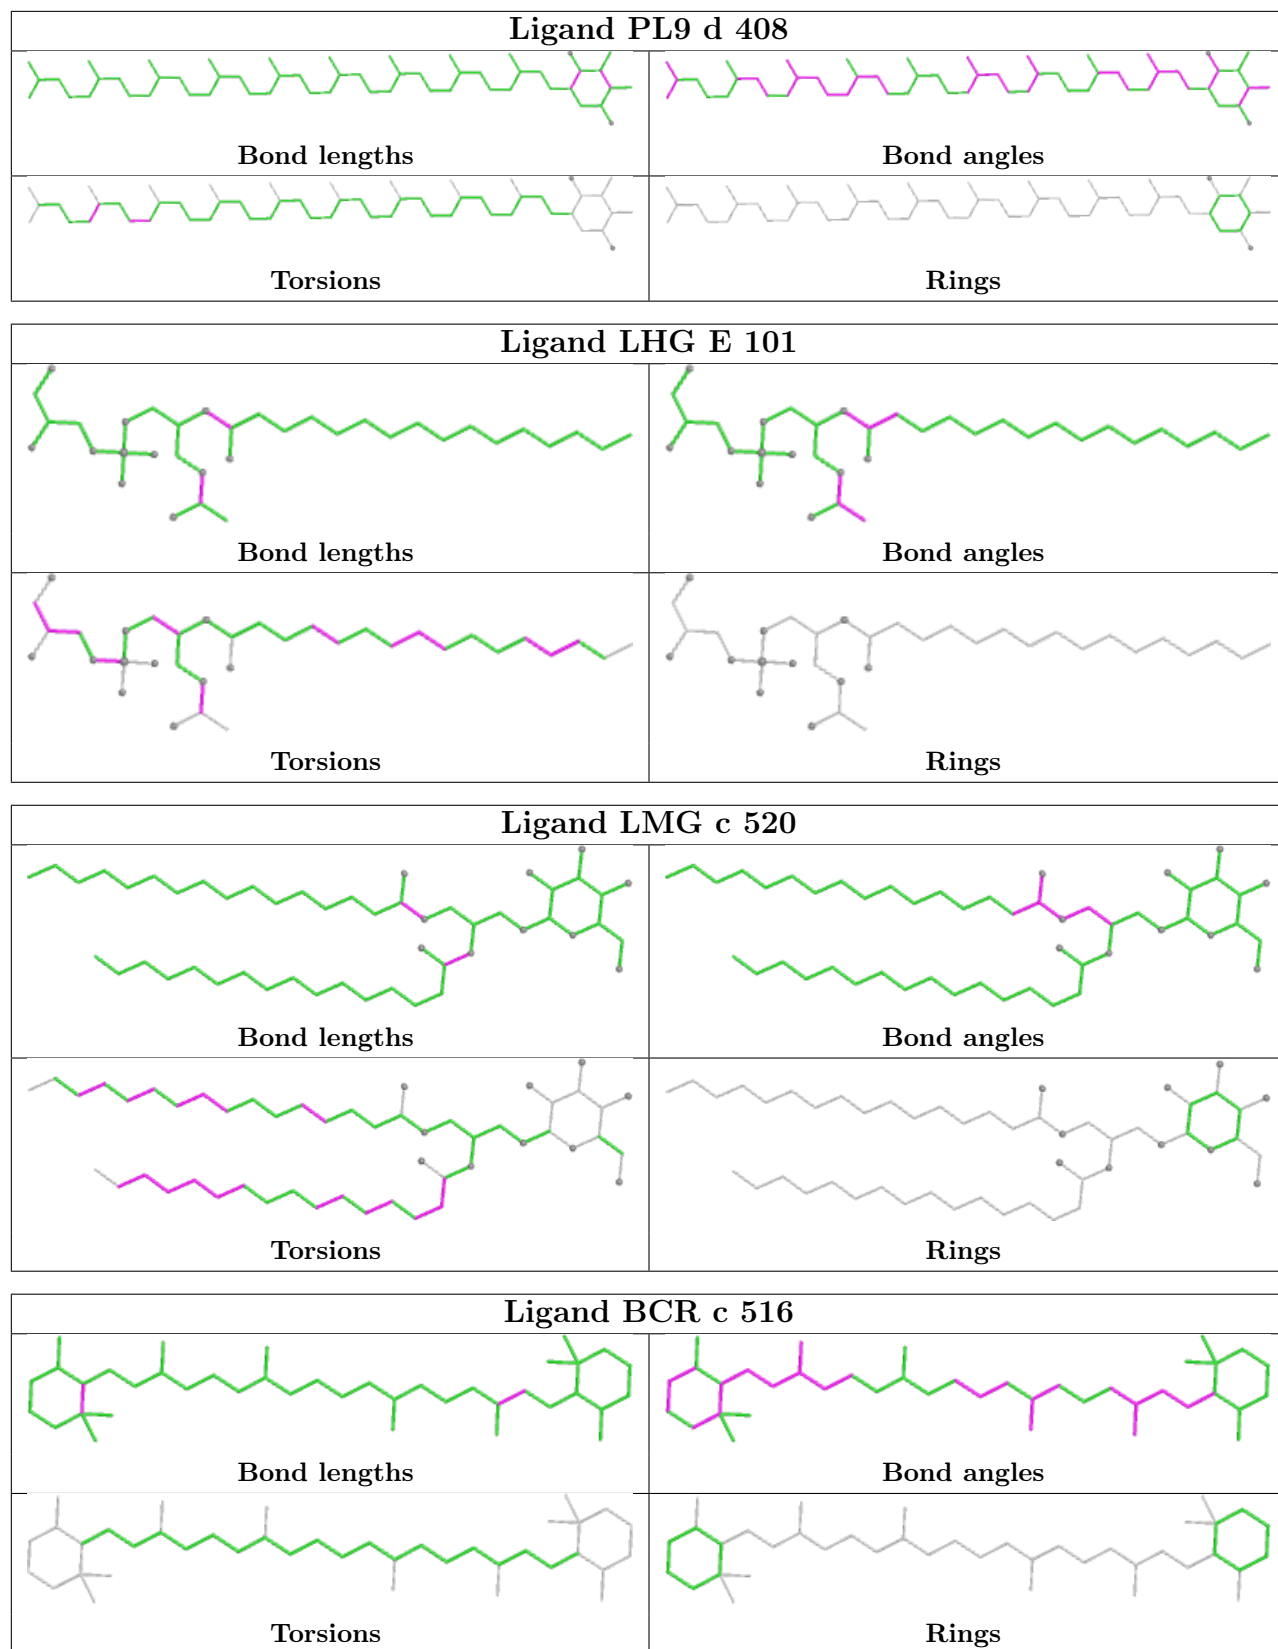 Ligand PL9 d 408
Bond lengths
Bond angles
Torsions
Rings
Ligand LHG E 101
Bond lengths
Bond angles
Torsions
Rings
Ligand LMG c 520
Bond lengths
Bond angles
Torsions
Rings
Ligand BCR c 516
Bond lengths
Bond angles
Torsions
Rings